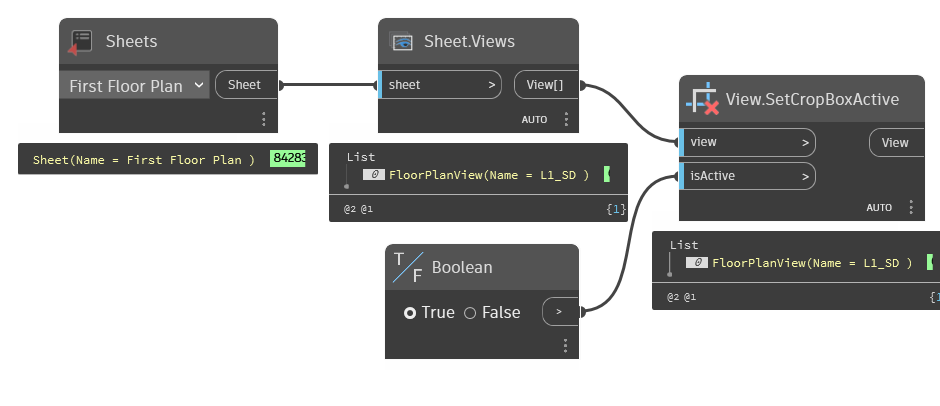 Sheets
First Floor Plan
Sheet
Sheet(Name = First Floor Plan )
Sheet.Views
sheet >
View[]
AUTO
List
0 FloorPlanView(Name = L1_SD )
@2 @1
{1}
T
F
Boolean
True
False
>
View.SetCropBoxActive
view >
View
isActive >
AUTO
List
0 FloorPlanView(Name = L1_SD )
@2 @1